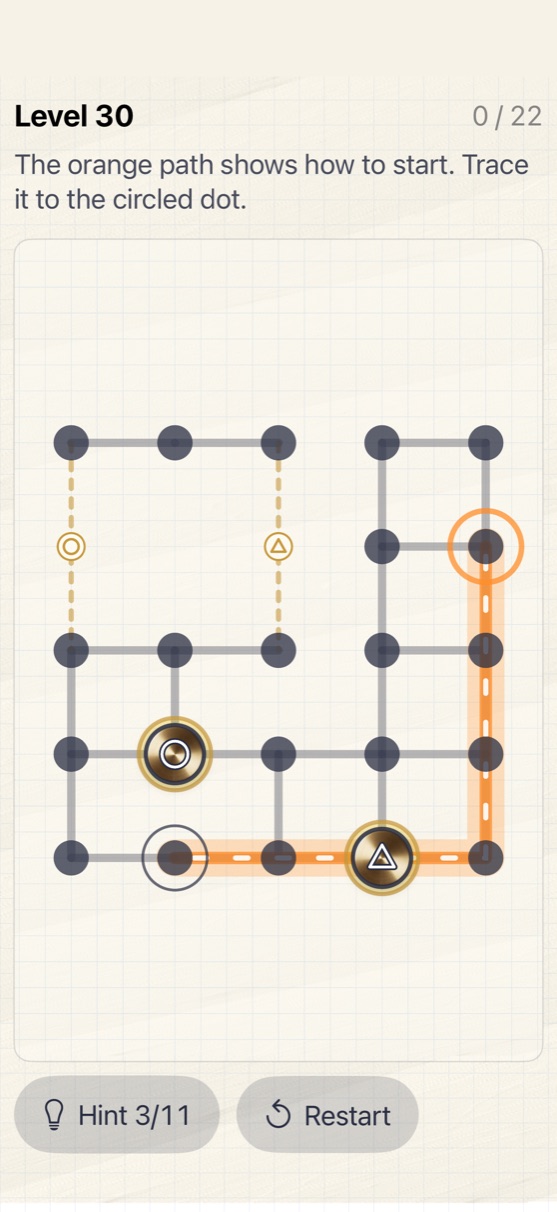 Level 30
0 / 22
The orange path shows how to start. Trace
it to the circled dot.
Hint 3/11
Restart